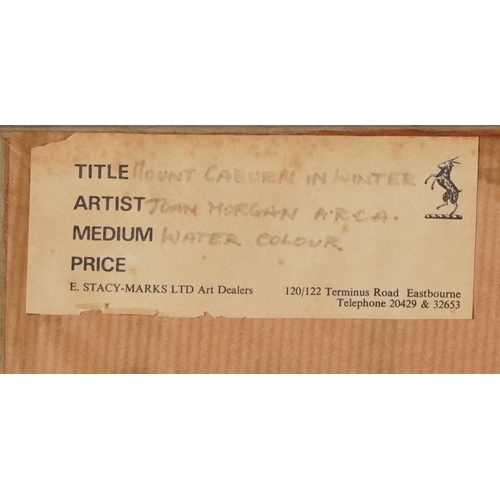 TITLE MOUNT CABURN IN WINTER
ARTIST JOAN MORGAN A.R.C.A.
MEDIUM WATER COLOUR
PRICE
E. STACY-MARKS LTD Art Dealers 120/122 Terminus Road Eastbourne
Telephone 20429 & 32653